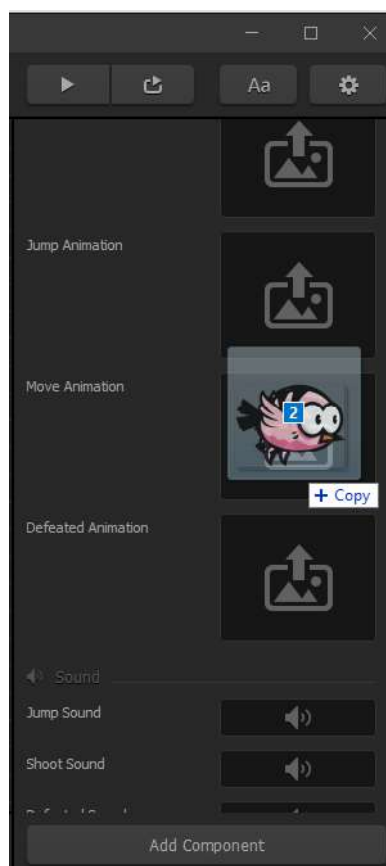 Aa
Jump Animation
Move Animation
2
+ Copy
Defeated Animation
Sound
Jump Sound
Shoot Sound
Add Component